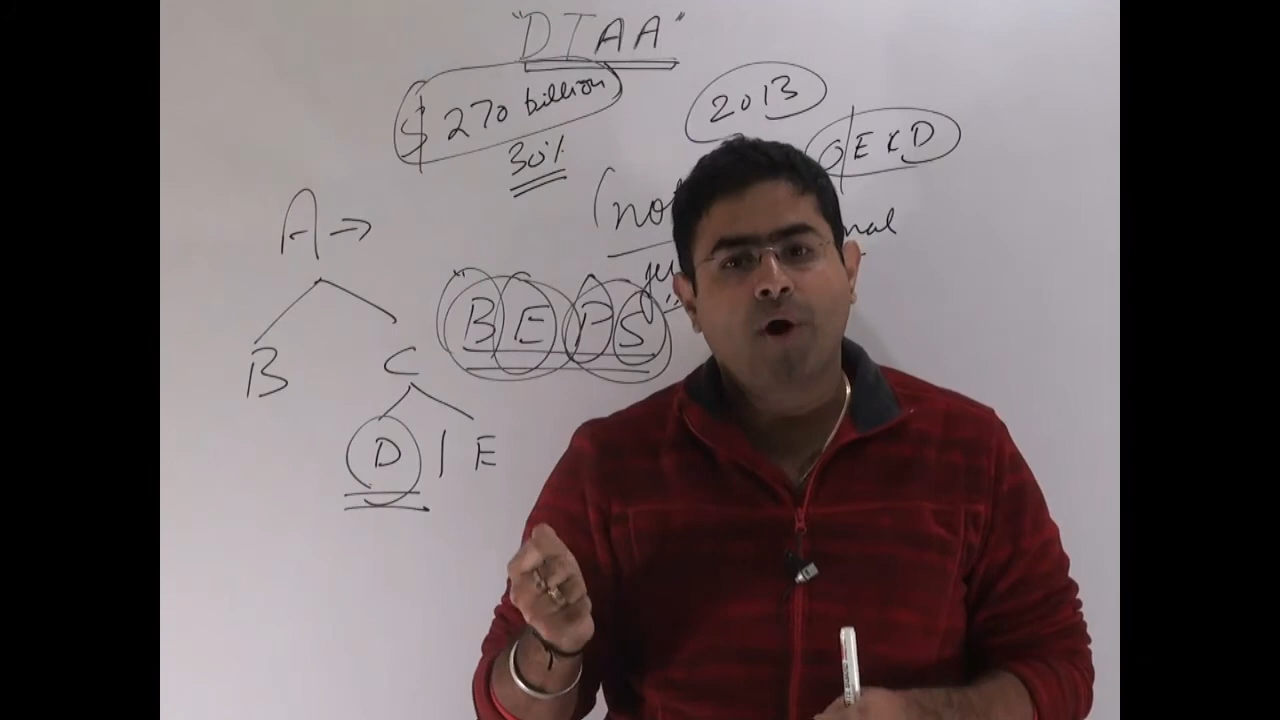 "DTAA"
$ 270 billion
2013
30%
OECD
A →
"BEPS
B C
D | E